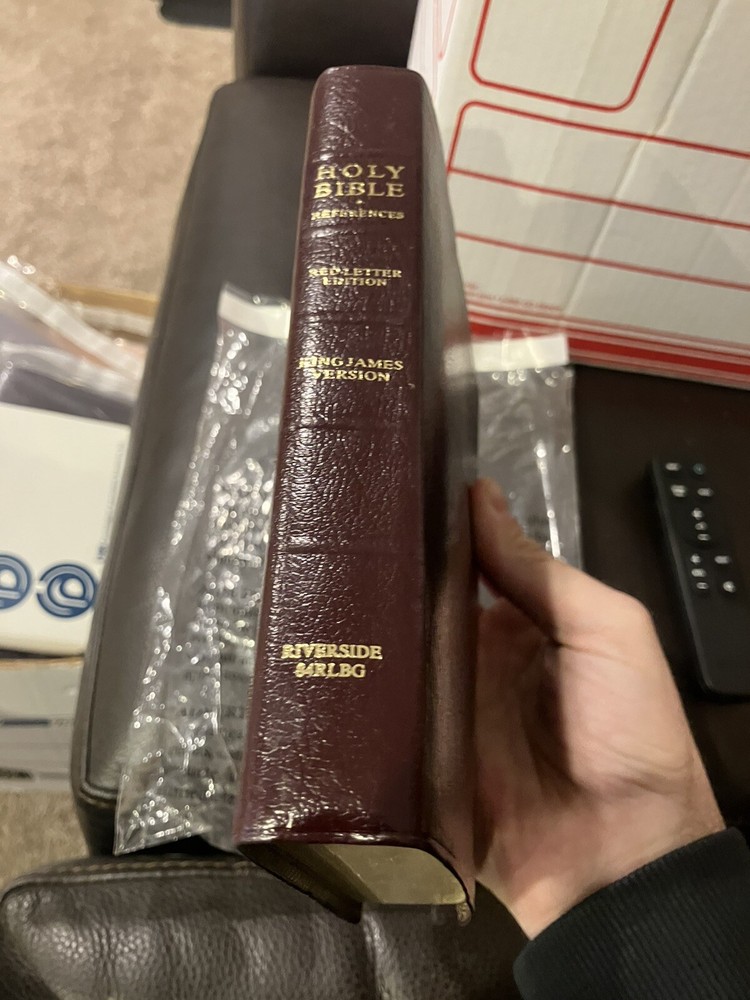 HOLY
BIBLE
REFERENCES
RED LETTER
EDITION
KING JAMES
VERSION
RIVERSIDE
84RLBG